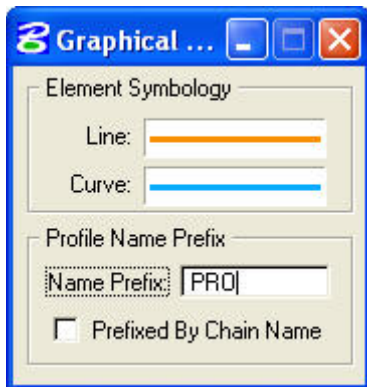 Graphical ...
Element Symbology
Line:
Curve:
Profile Name Prefix
Name Prefix: PRO
Prefixed By Chain Name